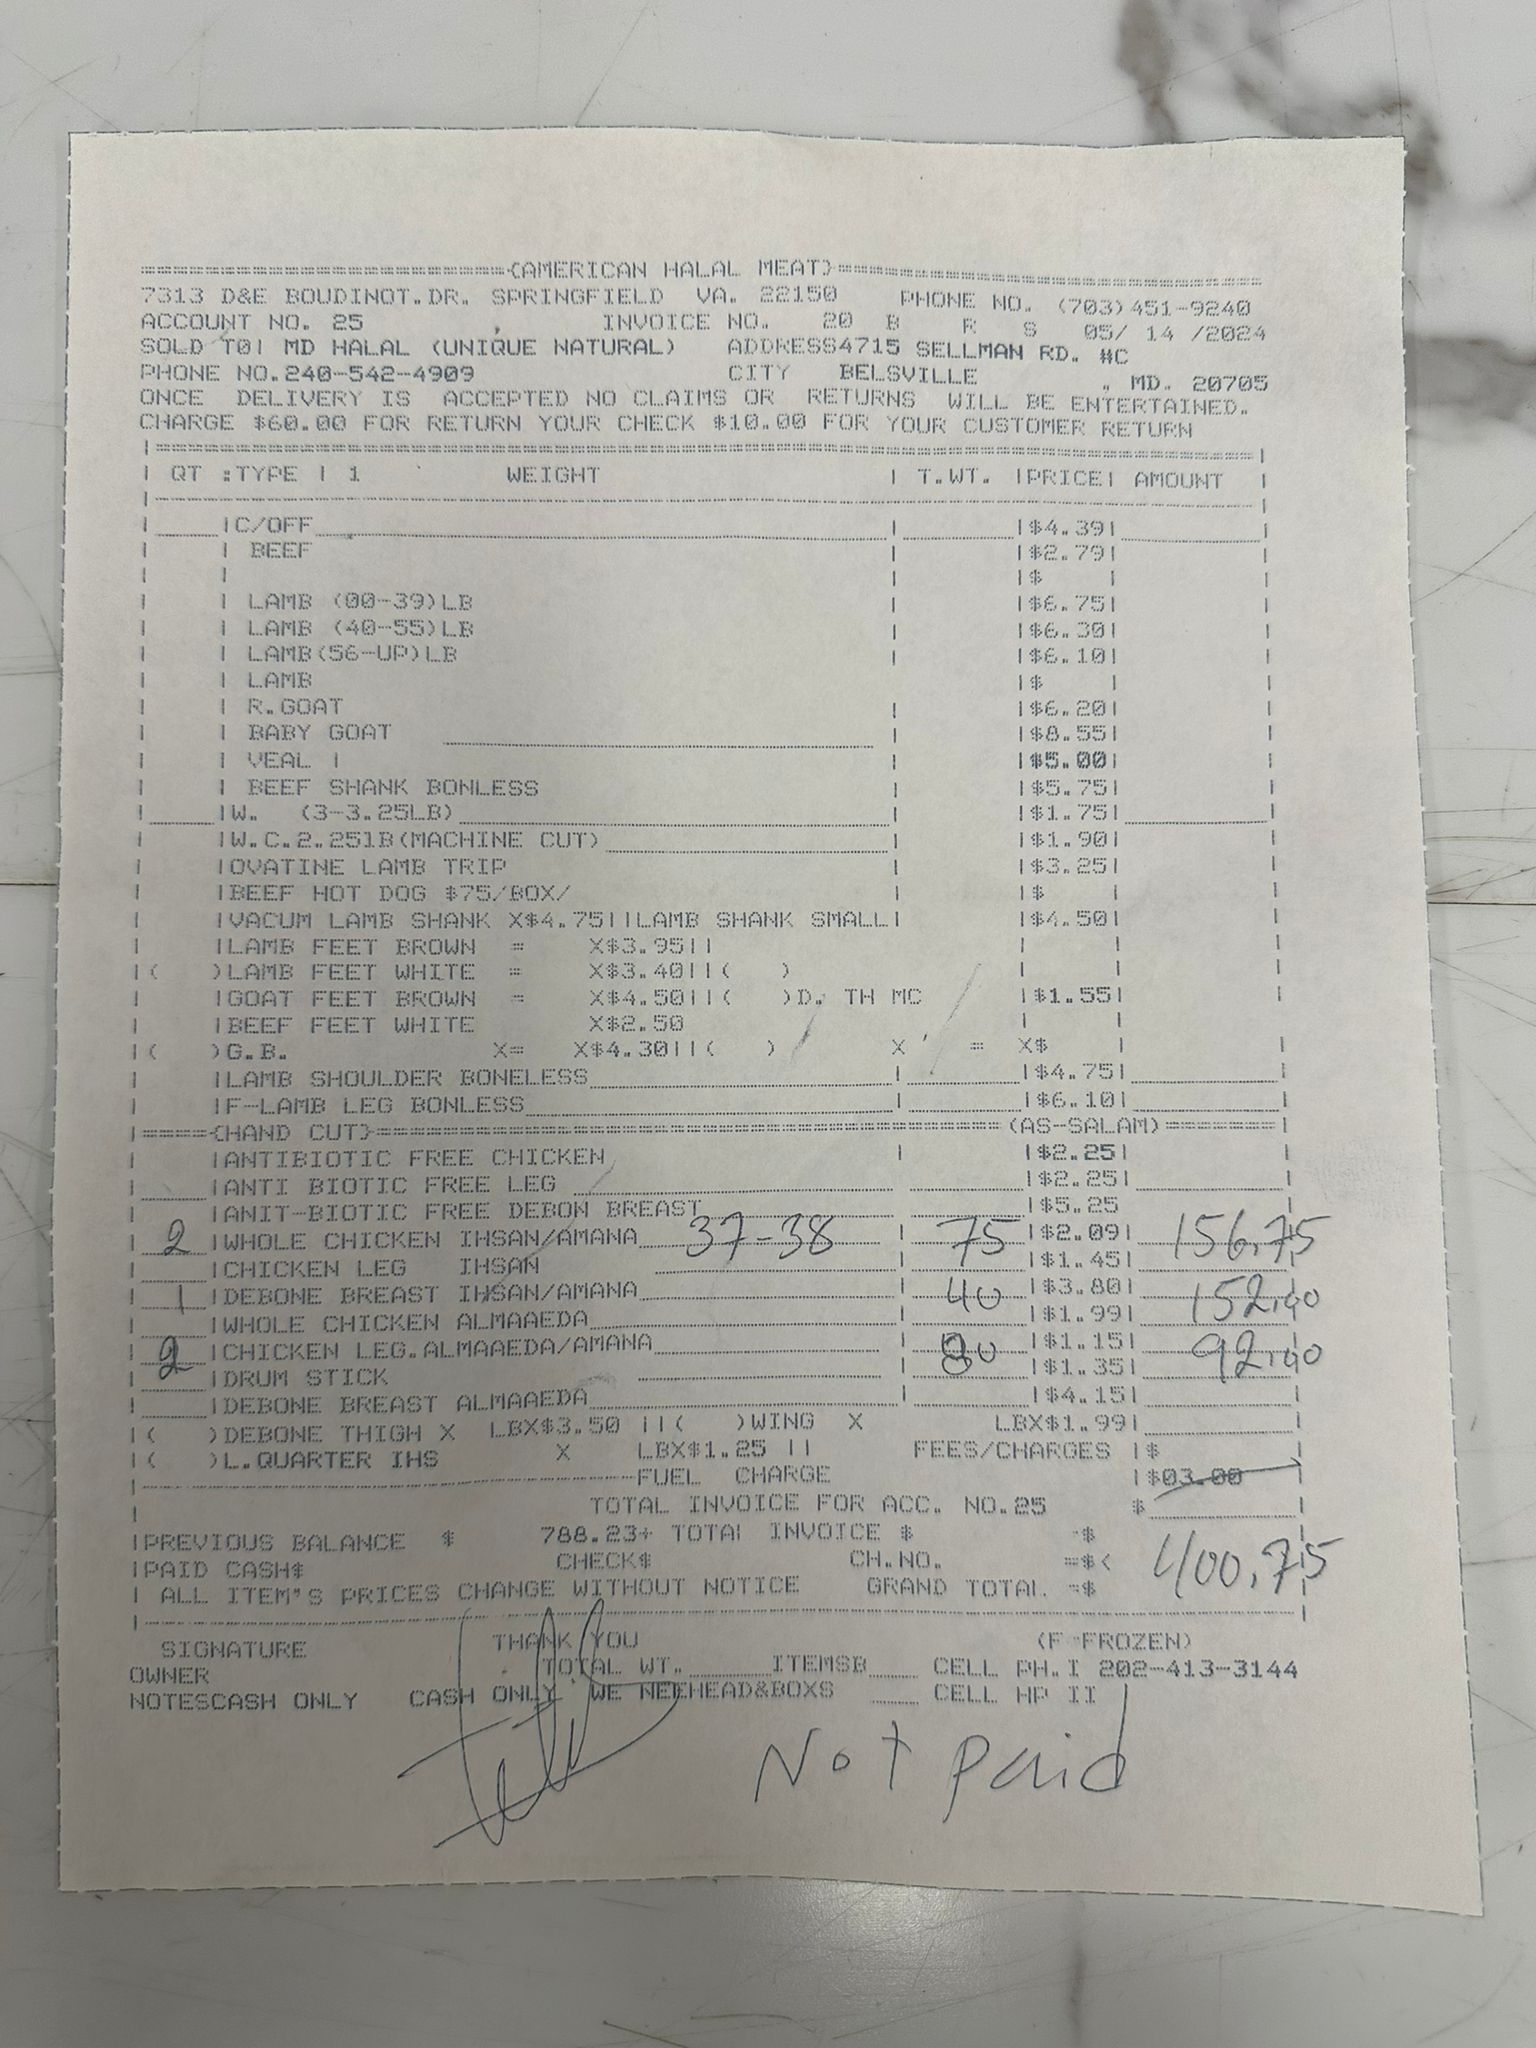 =======================(AMERICAN HALAL MEAT)===========================
7313 D&E BOUDINOT.DR. SPRINGFIELD VA. 22150 PHONE NO. (703)451-9240
ACCOUNT NO. 25 , INVOICE NO. 20 B R S 05/ 14 /2024
SOLD TO| MD HALAL (UNIQUE NATURAL) ADDRESS4715 SELLMAN RD. #C
PHONE NO.240-542-4909 CITY BELSVILLE . MD. 20705
ONCE DELIVERY IS ACCEPTED NO CLAIMS OR RETURNS WILL BE ENTERTAINED.
CHARGE $60.00 FOR RETURN YOUR CHECK $10.00 FOR YOUR CUSTOMER RETURN
| QT :TYPE | 1 WEIGHT | T.WT. |PRICE| AMOUNT
|C/OFF |$4.39|
| BEEF |$2.79|
|$ |
| LAMB (00-39)LB |$6.75|
| LAMB (40-55)LB |$6.30|
| LAMB(56-UP)LB |$6.10|
| LAMB |$ |
| R.GOAT |$6.20|
| BABY GOAT |$8.55|
| VEAL | |$5.00|
| BEEF SHANK BONLESS |$5.75|
|W. (3-3.25LB) |$1.75|
|W.C.2.25lB(MACHINE CUT) |$1.90|
|OVATINE LAMB TRIP |$3.25|
|BEEF HOT DOG $75/BOX/ |$ |
|VACUM LAMB SHANK X$4.75||LAMB SHANK SMALL| |$4.50|
|LAMB FEET BROWN = X$3.95||
|( )LAMB FEET WHITE = X$3.40||( )
|GOAT FEET BROWN = X$4.50||( )D. TH MC |$1.55|
|BEEF FEET WHITE X$2.50
|( )G.B. X= X$4.30||( ) X = X$ |
|LAMB SHOULDER BONELESS |$4.75|
|F-LAMB LEG BONLESS |$6.10|
|=====(HAND CUT)========================================(AS-SALAM)=======|
|ANTIBIOTIC FREE CHICKEN |$2.25|
|ANTI BIOTIC FREE LEG |$2.25|
|ANIT-BIOTIC FREE DEBON BREAST |$5.25
2 |WHOLE CHICKEN IHSAN/AMANA 37-38 | 75 |$2.09| 156.75
|CHICKEN LEG IHSAN |$1.45|
1 |DEBONE BREAST IHSAN/AMANA | 40 |$3.80| 152.00
|WHOLE CHICKEN ALMAAEDA |$1.99|
2 |CHICKEN LEG.ALMAAEDA/AMANA | 80 |$1.15| 92.00
|DRUM STICK |$1.35|
|DEBONE BREAST ALMAAEDA |$4.15|
|( )DEBONE THIGH X LBX$3.50 ||( )WING X LBX$1.99|
|( )L.QUARTER IHS X LBX$1.25 || FEES/CHARGES |$
FUEL CHARGE |$03.00
TOTAL INVOICE FOR ACC. NO.25 $
|PREVIOUS BALANCE $ 788.23+ TOTAL INVOICE $ =$
|PAID CASH$ CHECK$ CH.NO. =$<
| ALL ITEM'S PRICES CHANGE WITHOUT NOTICE GRAND TOTAL =$ 400.75
SIGNATURE THANK YOU (F-FROZEN)
OWNER TOTAL WT. ITEMSB CELL PH.I 202-413-3144
NOTESCASH ONLY CASH ONLY WE NEEHEAD&BOXS CELL HP II
Not Paid